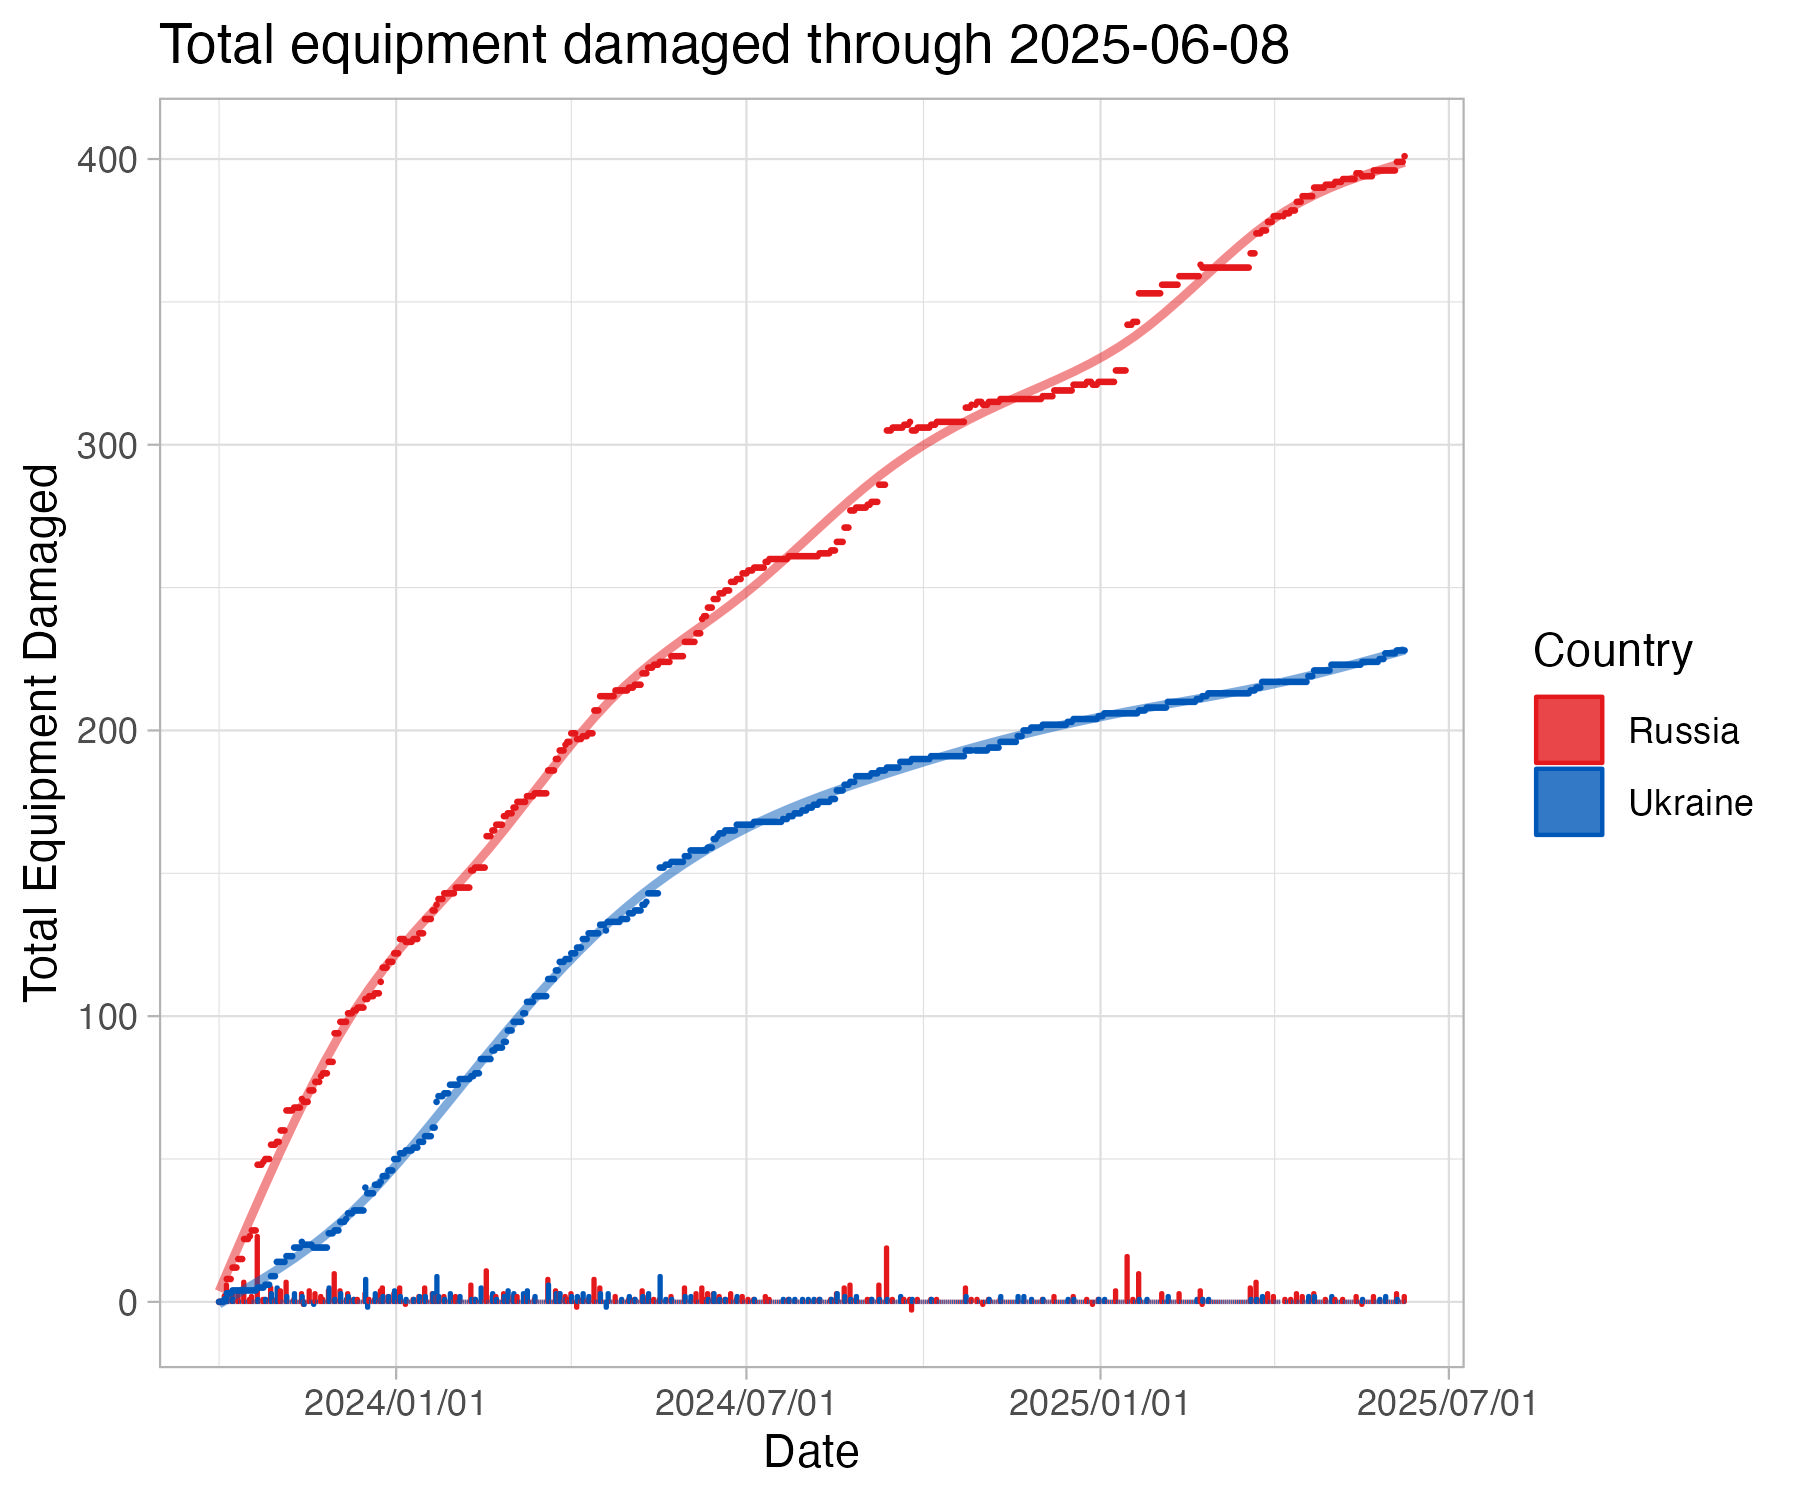 Total equipment damaged through 2025-06-08
Total Equipment Damaged
400
300
200
100
0
2024/01/01
2024/07/01
2025/01/01
2025/07/01
Date
Country
Russia
Ukraine